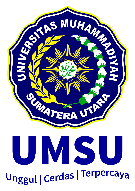 UNIVERSITAS MUHAMMADIYAH
SUMATERA UTARA
UMSU
Unggul | Cerdas | Terpercaya